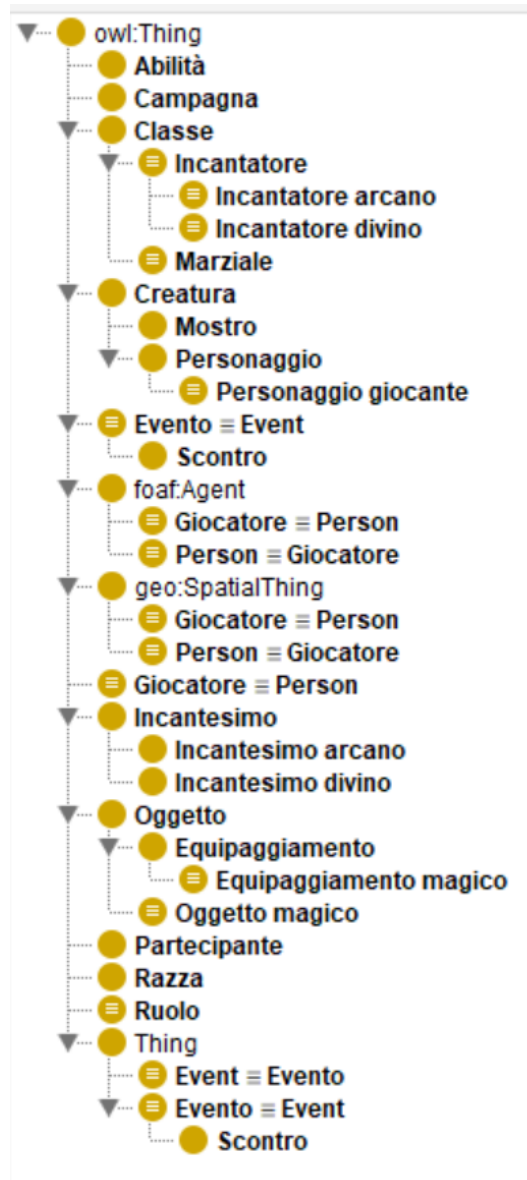 owl:Thing
Abilità
Campagna
Classe
Incantatore
Incantatore arcano
Incantatore divino
Marziale
Creatura
Mostro
Personaggio
Personaggio giocante
Evento ≡ Event
Scontro
foaf:Agent
Giocatore ≡ Person
Person ≡ Giocatore
geo:SpatialThing
Giocatore ≡ Person
Person ≡ Giocatore
Giocatore ≡ Person
Incantesimo
Incantesimo arcano
Incantesimo divino
Oggetto
Equipaggiamento
Equipaggiamento magico
Oggetto magico
Partecipante
Razza
Ruolo
Thing
Event ≡ Evento
Evento ≡ Event
Scontro